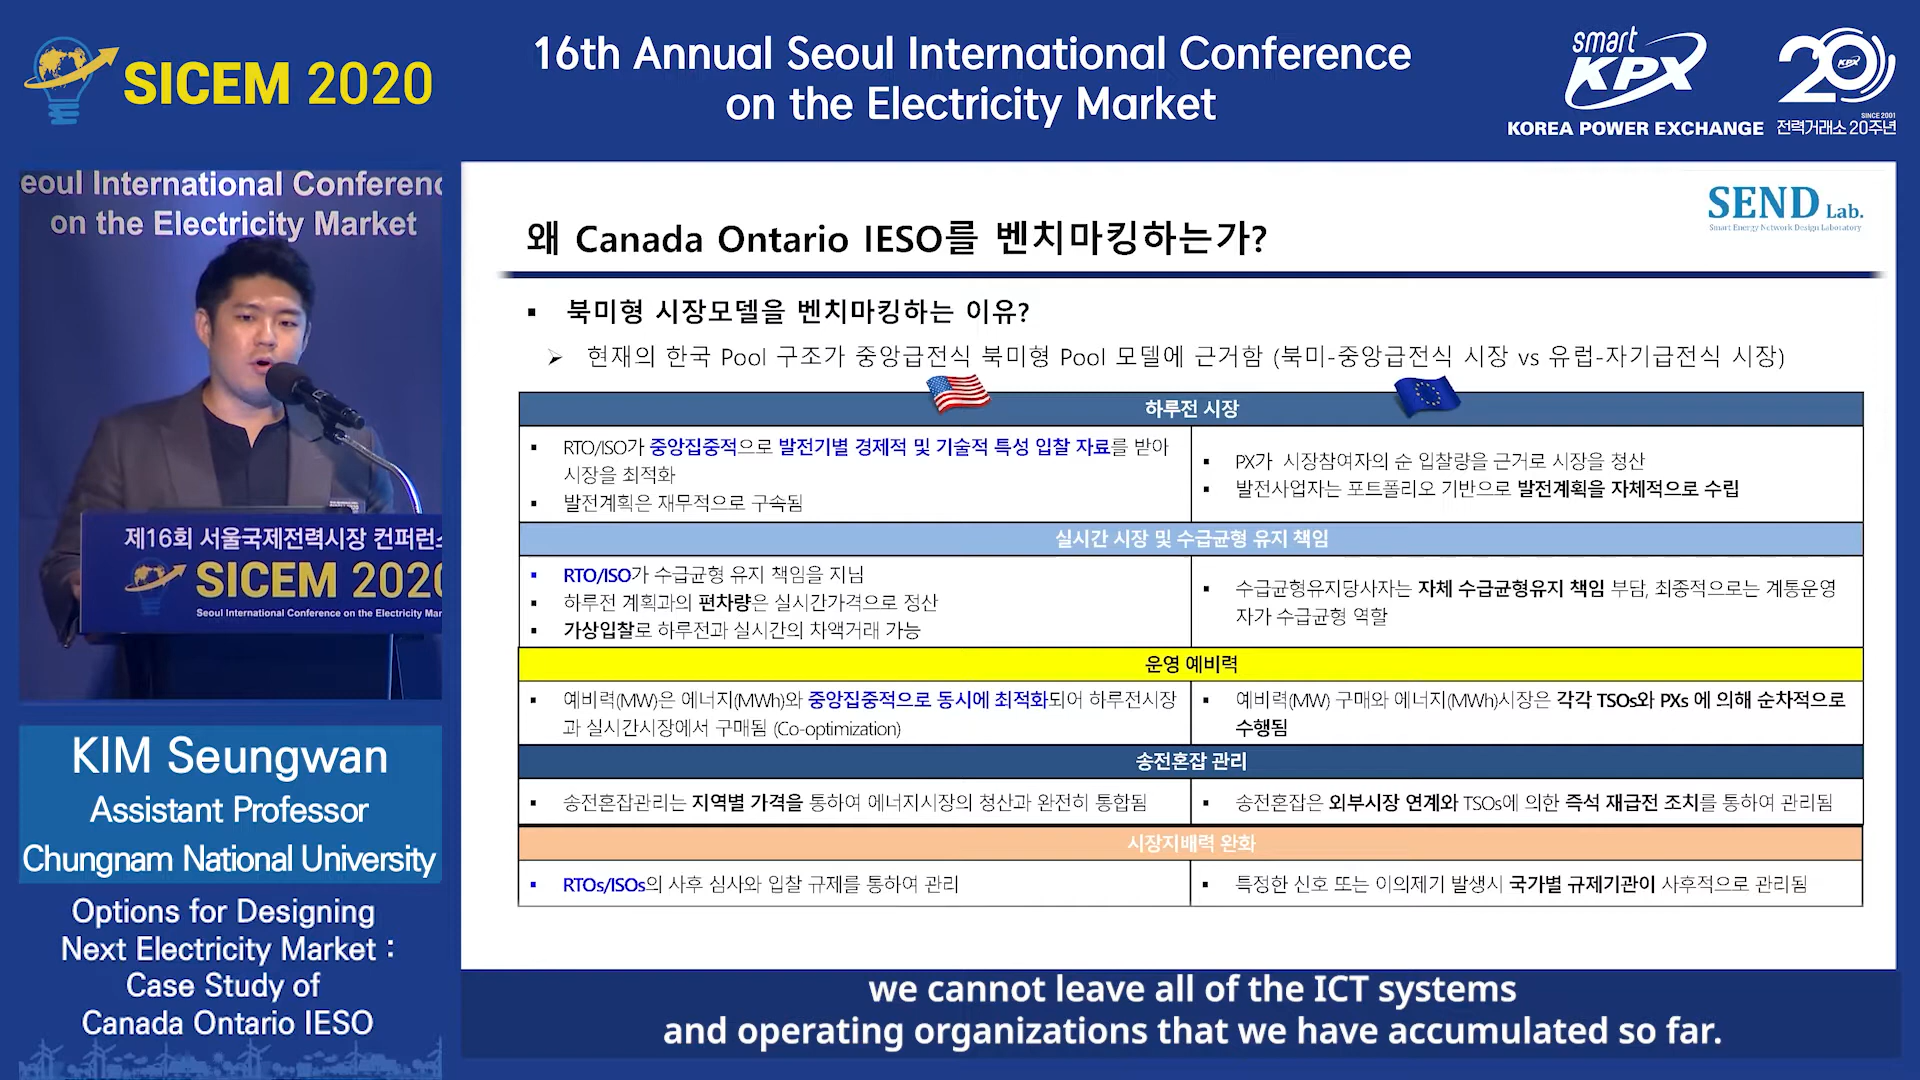 SICEM 2020
16th Annual Seoul International Conference
on the Electricity Market
smart
KPX
KOREA POWER EXCHANGE
20
KPX
SINCE 2001
전력거래소 20주년
eoul International Conferenc
on the Electricity Market
제16회 서울국제전력시장 컨퍼런스
SICEM 2020
Seoul International Conference on the Electricity Mar
KIM Seungwan
Assistant Professor
Chungnam National University
Options for Designing
Next Electricity Market :
Case Study of
Canada Ontario IESO
SEND Lab.
Smart Energy Network Design Laboratory
왜 Canada Ontario IESO를 벤치마킹하는가?
▪ 북미형 시장모델을 벤치마킹하는 이유?
➢ 현재의 한국 Pool 구조가 중앙급전식 북미형 Pool 모델에 근거함 (북미-중앙급전식 시장 vs 유럽-자기급전식 시장)
하루전 시장
▪ RTO/ISO가 중앙집중적으로 발전기별 경제적 및 기술적 특성 입찰 자료를 받아
시장을 최적화
▪ 발전계획은 재무적으로 구속됨
▪ PX가 시장참여자의 순 입찰량을 근거로 시장을 청산
▪ 발전사업자는 포트폴리오 기반으로 발전계획을 자체적으로 수립
실시간 시장 및 수급균형 유지 책임
▪ RTO/ISO가 수급균형 유지 책임을 지님
▪ 하루전 계획과의 편차량은 실시간가격으로 정산
▪ 가상입찰로 하루전과 실시간의 차액거래 가능
▪ 수급균형유지당사자는 자체 수급균형유지 책임 부담, 최종적으로는 계통운영
자가 수급균형 역할
운영 예비력
▪ 예비력(MW)은 에너지(MWh)와 중앙집중적으로 동시에 최적화되어 하루전시장
과 실시간시장에서 구매됨 (Co-optimization)
▪ 예비력(MW) 구매와 에너지(MWh)시장은 각각 TSOs와 PXs 에 의해 순차적으로
수행됨
송전혼잡 관리
▪ 송전혼잡관리는 지역별 가격을 통하여 에너지시장의 청산과 완전히 통합됨
▪ 송전혼잡은 외부시장 연계와 TSOs에 의한 즉석 재급전 조치를 통하여 관리됨
시장지배력 완화
▪ RTOs/ISOs의 사후 심사와 입찰 규제를 통하여 관리
▪ 특정한 신호 또는 이의제기 발생시 국가별 규제기관이 사후적으로 관리됨
we cannot leave all of the ICT systems
and operating organizations that we have accumulated so far.